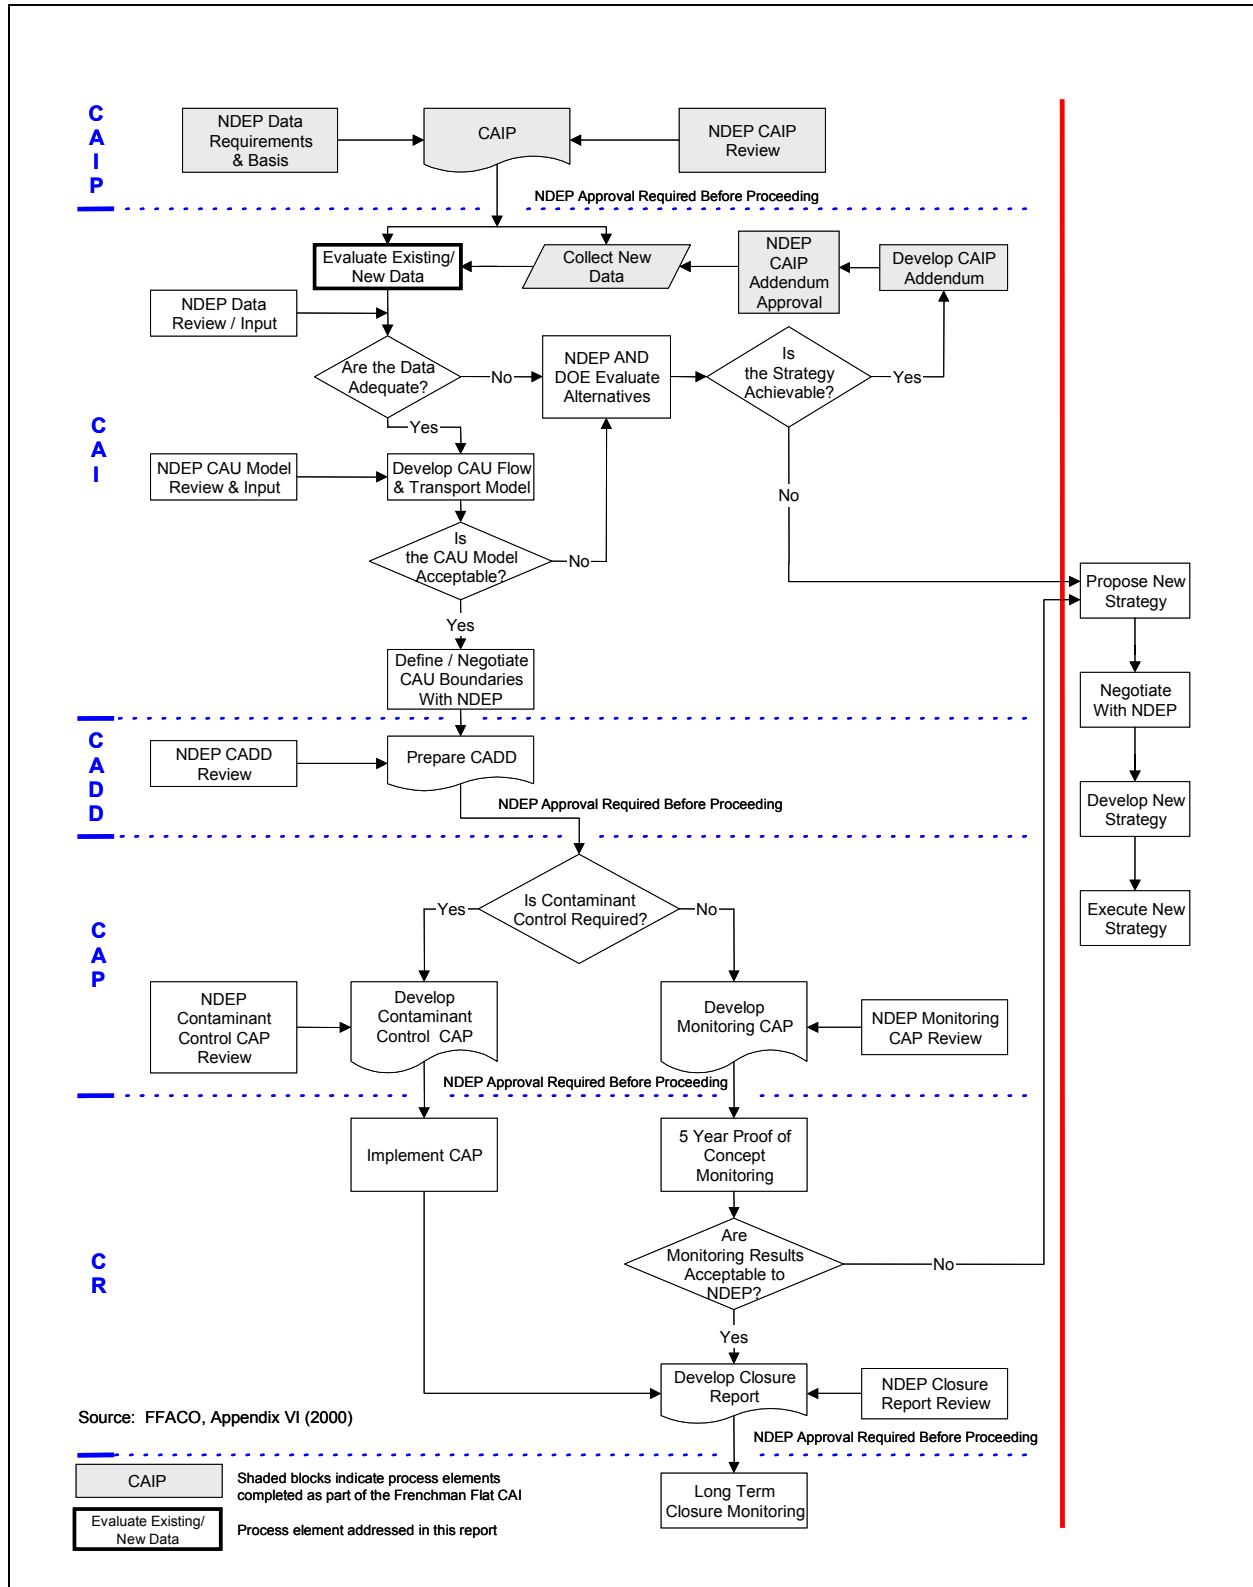 C
A
I
P
NDEP Data
Requirements
& Basis
CAIP
NDEP CAIP
Review
NDEP Approval Required Before Proceeding
C
A
I
Evaluate Existing/
New Data
Collect New
Data
NDEP
CAIP
Addendum
Approval
Develop CAIP
Addendum
NDEP Data
Review / Input
Are the Data
Adequate?
No
NDEP AND
DOE Evaluate
Alternatives
Is
the Strategy
Achievable?
Yes
Yes
No
NDEP CAU Model
Review & Input
Develop CAU Flow
& Transport Model
Is
the CAU Model
Acceptable?
No
Yes
Define / Negotiate
CAU Boundaries
With NDEP
Propose New
Strategy
Negotiate
With NDEP
Develop New
Strategy
Execute New
Strategy
C
A
D
D
NDEP CADD
Review
Prepare CADD
NDEP Approval Required Before Proceeding
C
A
P
Is Contaminant
Control Required?
Yes
No
NDEP
Contaminant
Control CAP
Review
Develop
Contaminant
Control CAP
Develop
Monitoring CAP
NDEP Monitoring
CAP Review
NDEP Approval Required Before Proceeding
C
R
Implement CAP
5 Year Proof of
Concept
Monitoring
Are
Monitoring Results
Acceptable to
NDEP?
No
Yes
Develop Closure
Report
NDEP Closure
Report Review
Source: FFACO, Appendix VI (2000)
NDEP Approval Required Before Proceeding
Long Term
Closure Monitoring
CAIP
Shaded blocks indicate process elements
completed as part of the Frenchman Flat CAI
Evaluate Existing/
New Data
Process element addressed in this report